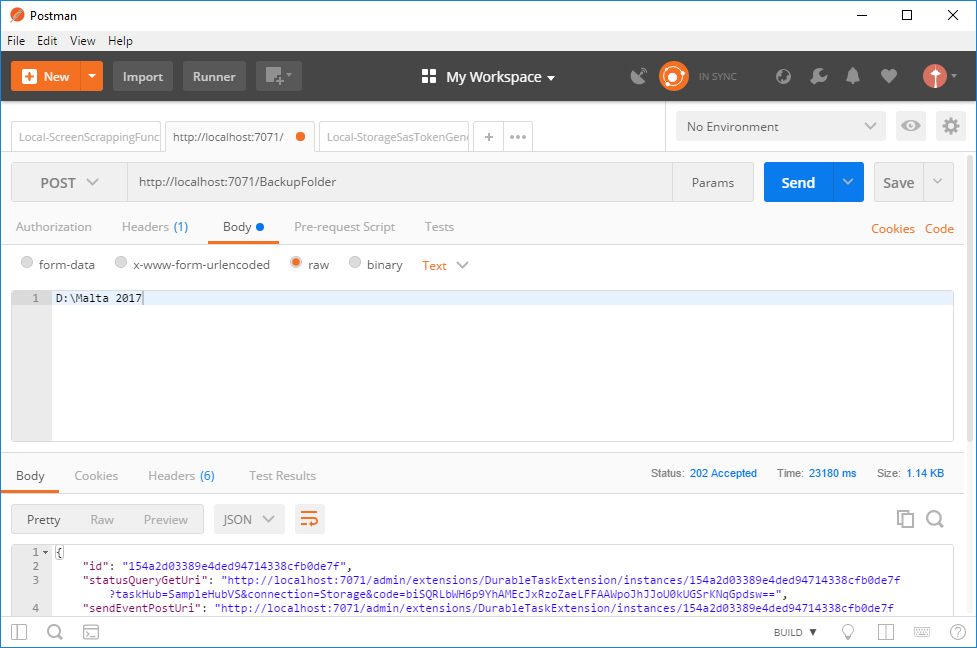 Postman
File Edit View Help
New Import Runner My Workspace IN SYNC
Local-ScreenScrappingFunc http://localhost:7071/ Local-StorageSasTokenGene + ••• No Environment
POST http://localhost:7071/BackupFolder Params Send Save
Authorization Headers (1) Body Pre-request Script Tests Cookies Code
form-data x-www-form-urlencoded raw binary Text
1 D:\Malta 2017
Body Cookies Headers (6) Test Results Status: 202 Accepted Time: 23180 ms Size: 1.14 KB
Pretty Raw Preview JSON
1 {
2 "id": "154a2d03389e4ded94714338cfb0de7f",
3 "statusQueryGetUri": "http://localhost:7071/admin/extensions/DurableTaskExtension/instances/154a2d03389e4ded94714338cfb0de7f
?taskHub=SampleHubVS&connection=Storage&code=biSQRLbWH6p9YhAMEcJxRzoZaeLFFAAWpoJhJJoU0kUGSrKNqGpdsw==",
4 "sendEventPostUri": "http://localhost:7071/admin/extensions/DurableTaskExtension/instances/154a2d03389e4ded94714338cfb0de7f
BUILD